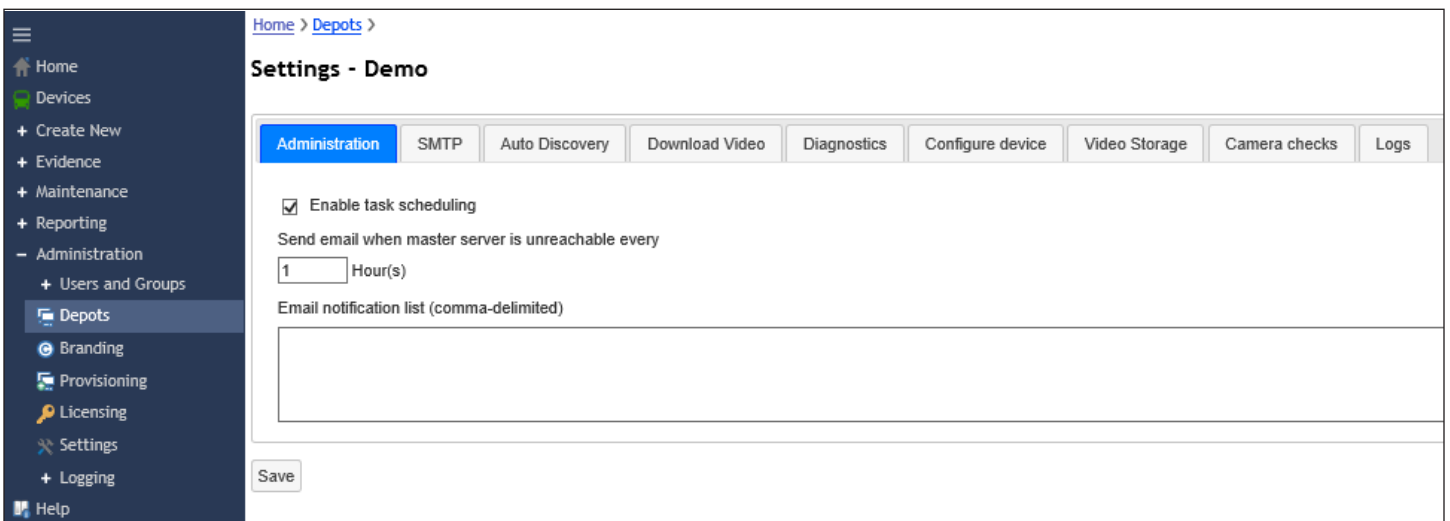 Home > Depots >
Settings - Demo
Home
Devices
+ Create New
+ Evidence
+ Maintenance
+ Reporting
− Administration
+ Users and Groups
Depots
Branding
Provisioning
Licensing
Settings
+ Logging
Help
Administration SMTP Auto Discovery Download Video Diagnostics Configure device Video Storage Camera checks Logs
Enable task scheduling
Send email when master server is unreachable every
1 Hour(s)
Email notification list (comma-delimited)
Save